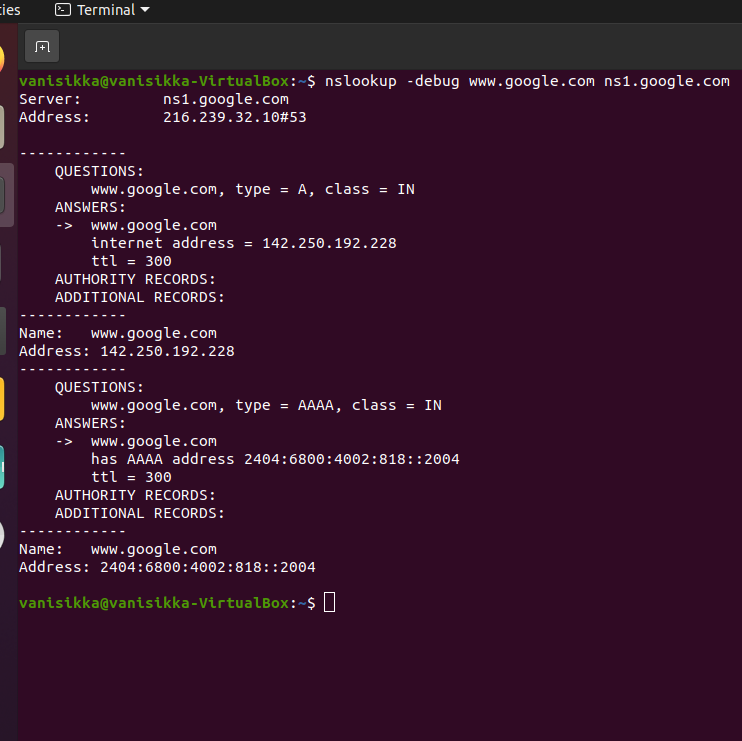 ties Terminal
vanisikka@vanisikka-VirtualBox:~$ nslookup -debug www.google.com ns1.google.com
Server:         ns1.google.com
Address:        216.239.32.10#53

------------
    QUESTIONS:
        www.google.com, type = A, class = IN
    ANSWERS:
    ->  www.google.com
        internet address = 142.250.192.228
        ttl = 300
    AUTHORITY RECORDS:
    ADDITIONAL RECORDS:
------------
Name:   www.google.com
Address: 142.250.192.228
------------
    QUESTIONS:
        www.google.com, type = AAAA, class = IN
    ANSWERS:
    ->  www.google.com
        has AAAA address 2404:6800:4002:818::2004
        ttl = 300
    AUTHORITY RECORDS:
    ADDITIONAL RECORDS:
------------
Name:   www.google.com
Address: 2404:6800:4002:818::2004

vanisikka@vanisikka-VirtualBox:~$